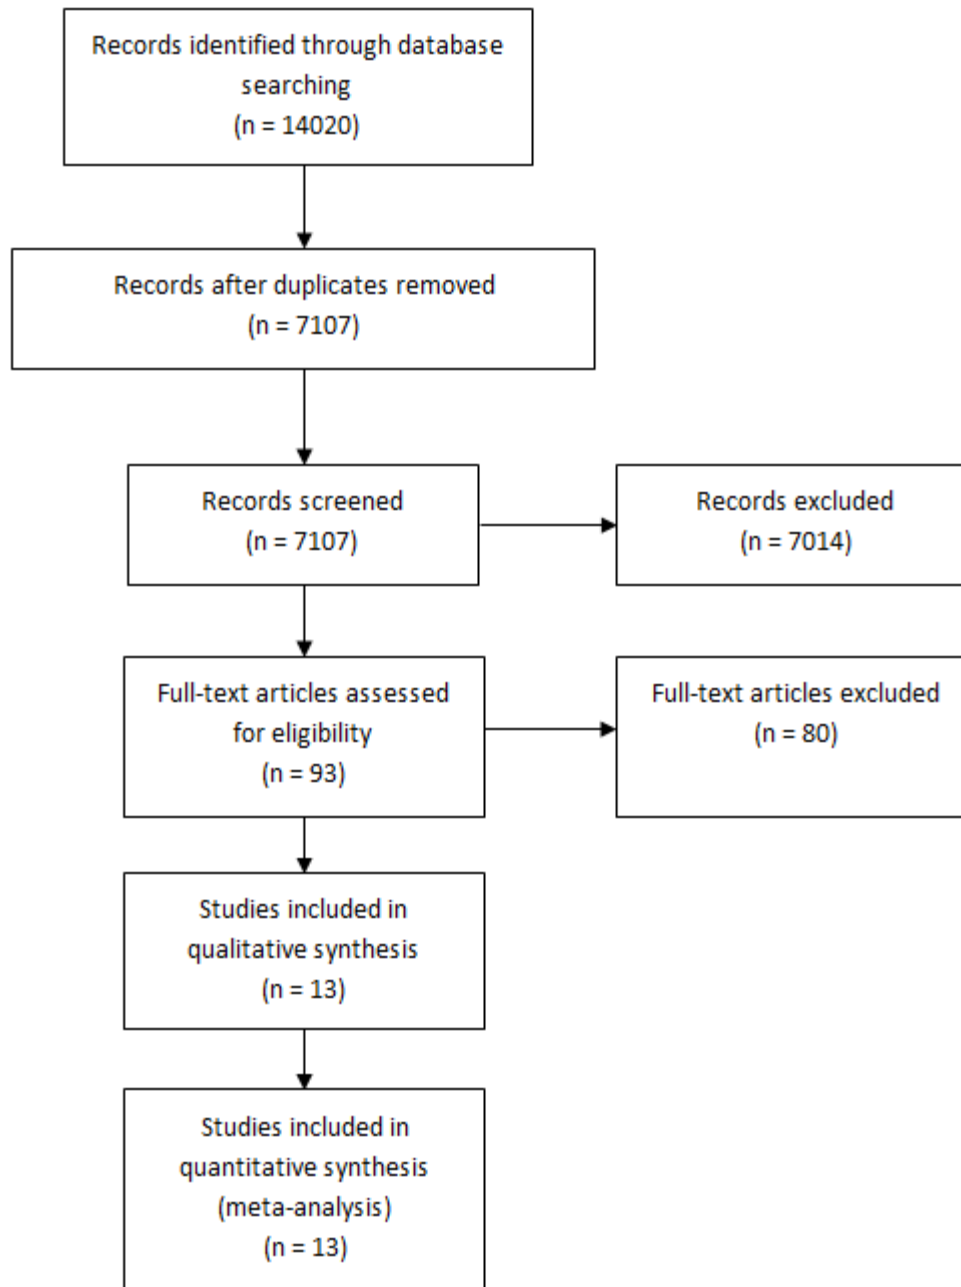 Records identified through database
searching
(n = 14020)
Records after duplicates removed
(n = 7107)
Records screened
(n = 7107)
Records excluded
(n = 7014)
Full-text articles assessed
for eligibility
(n = 93)
Full-text articles excluded
(n = 80)
Studies included in
qualitative synthesis
(n = 13)
Studies included in
quantitative synthesis
(meta-analysis)
(n = 13)